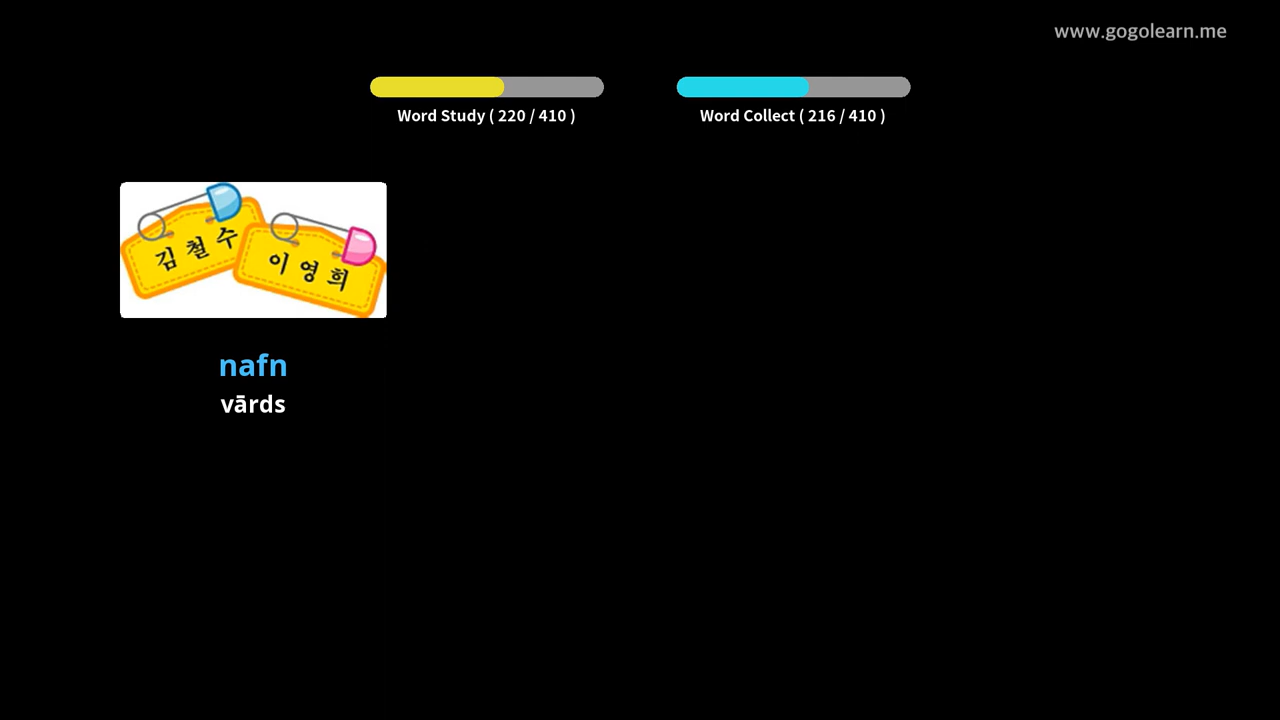 www.gogolearn.me
Word Study ( 220 / 410 )
Word Collect ( 216 / 410 )
김철수
이영희
nafn
vārds